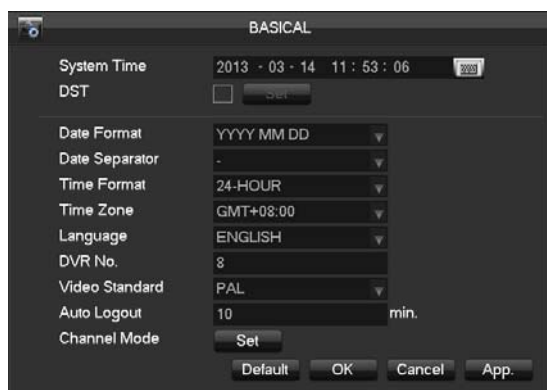 BASICAL
System Time 2013 - 03 - 14 11 : 53 : 06
DST Set
Date Format YYYY MM DD
Date Separator -
Time Format 24-HOUR
Time Zone GMT+08:00
Language ENGLISH
DVR No. 8
Video Standard PAL
Auto Logout 10 min.
Channel Mode Set
Default OK Cancel App.